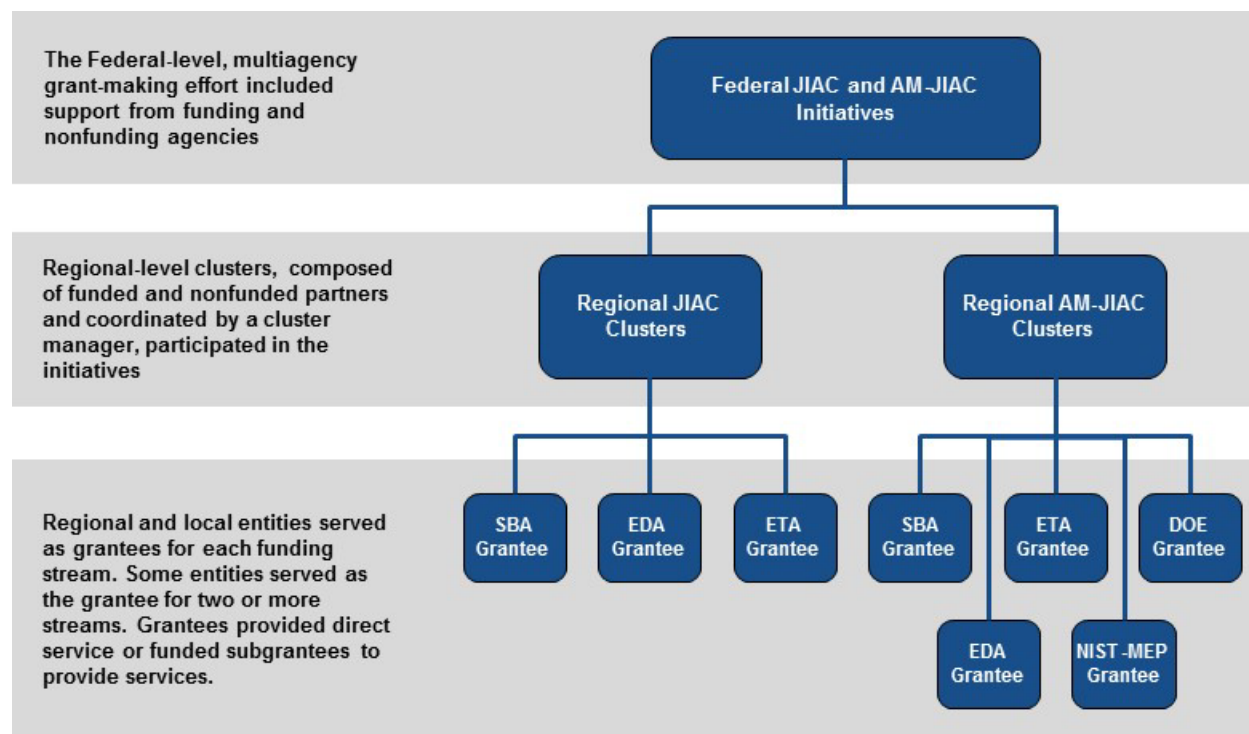 The Federal-level, multiagency
grant-making effort included
support from funding and
nonfunding agencies
Federal JIAC and AM-JIAC
Initiatives
Regional-level clusters, composed
of funded and nonfunded partners
and coordinated by a cluster
manager, participated in the
initiatives
Regional JIAC
Clusters
Regional AM-JIAC
Clusters
Regional and local entities served
as grantees for each funding
stream. Some entities served as
the grantee for two or more
streams. Grantees provided direct
service or funded subgrantees to
provide services.
SBA
Grantee
EDA
Grantee
ETA
Grantee
SBA
Grantee
ETA
Grantee
DOE
Grantee
EDA
Grantee
NIST-MEP
Grantee